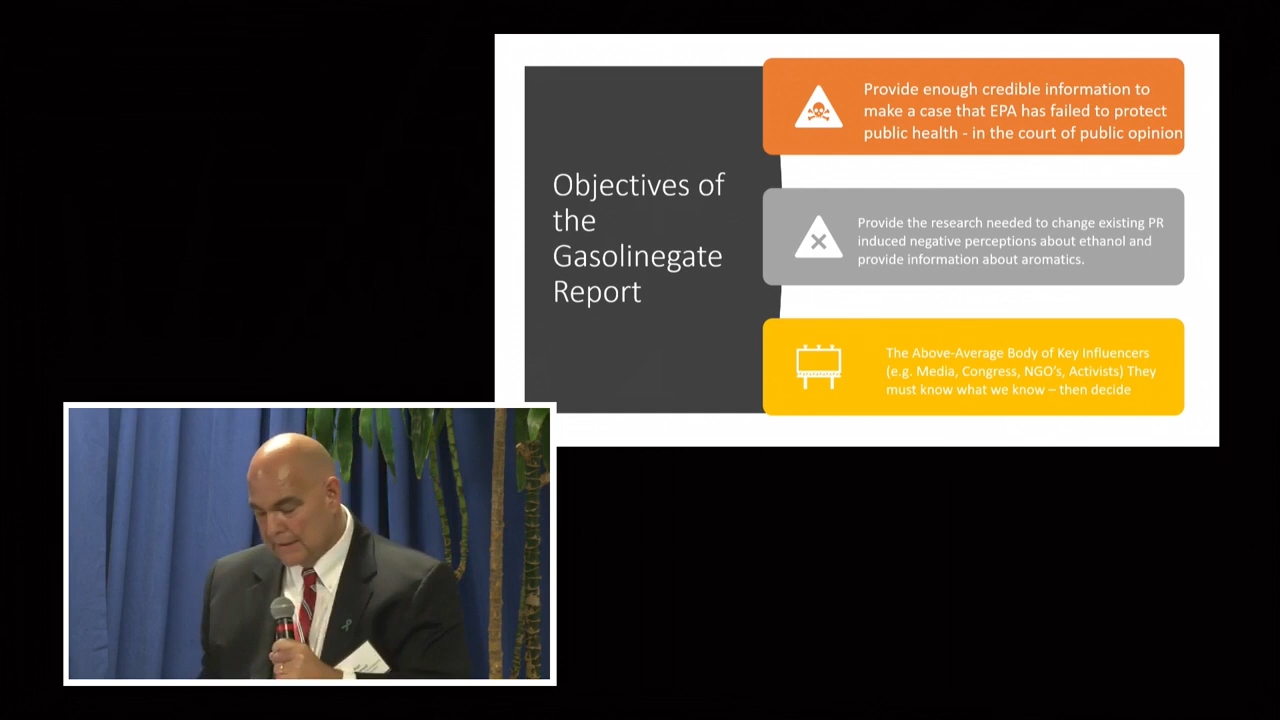 Objectives of
the
Gasolinegate
Report
Provide enough credible information to
make a case that EPA has failed to protect
public health - in the court of public opinion
Provide the research needed to change existing PR
induced negative perceptions about ethanol and
provide information about aromatics.
The Above-Average Body of Key Influencers
(e.g. Media, Congress, NGO's, Activists) They
must know what we know – then decide